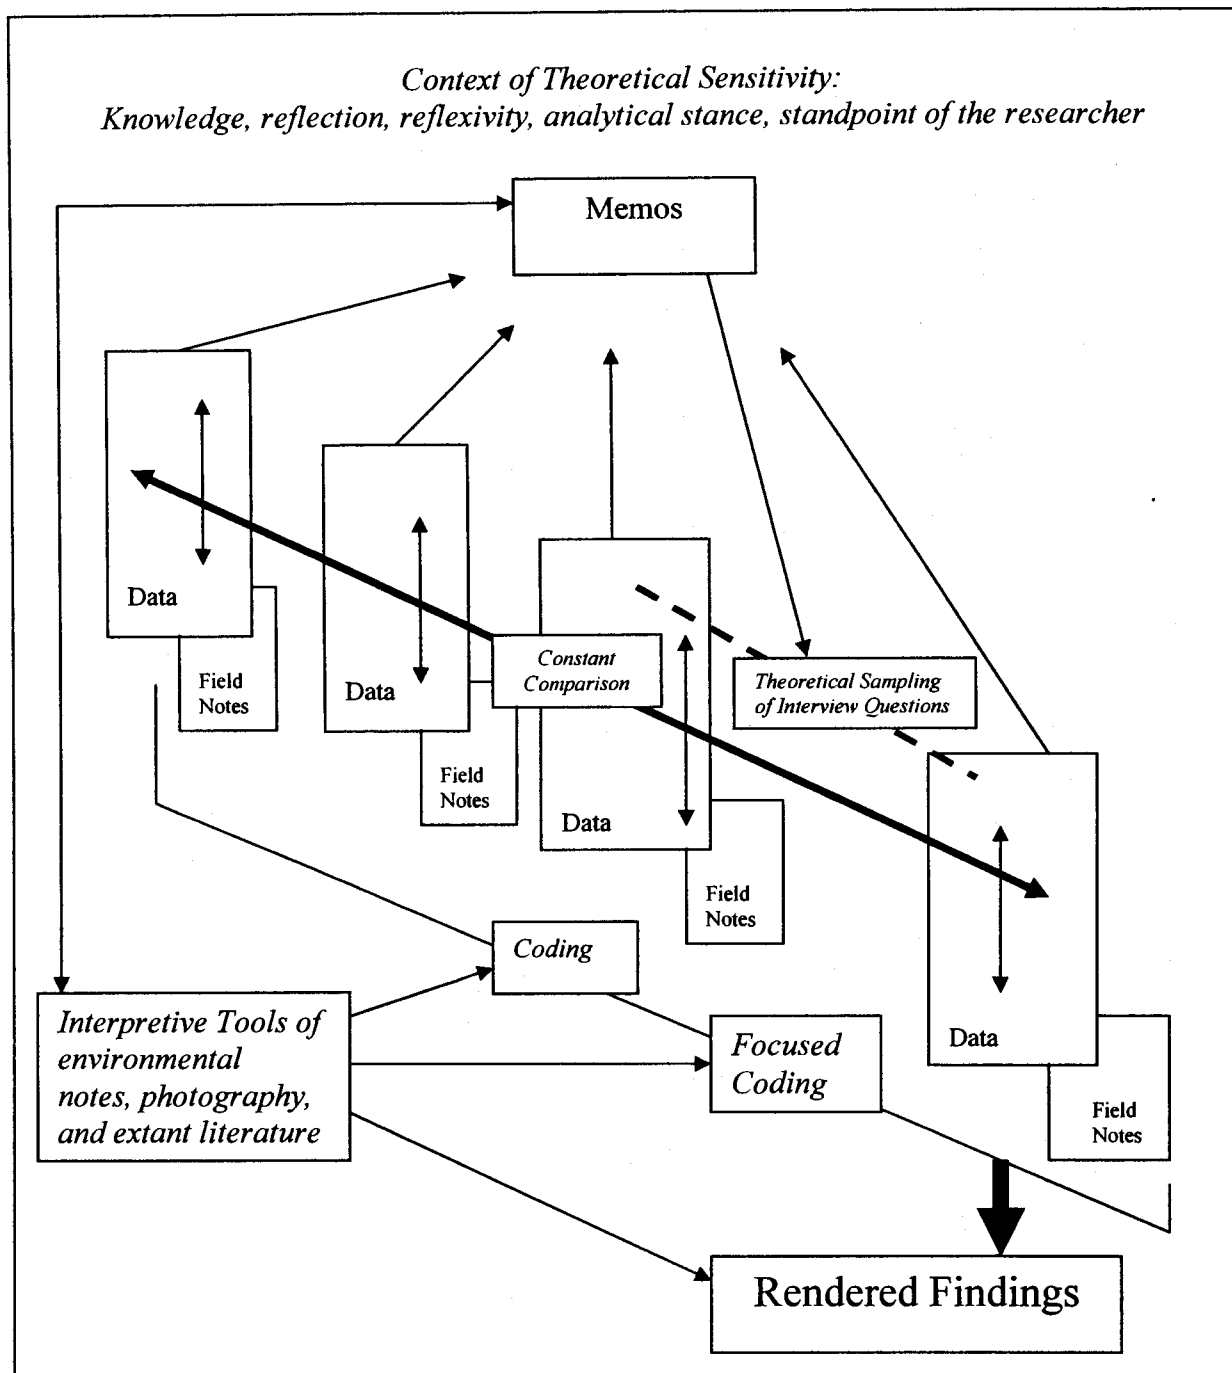 Context of Theoretical Sensitivity:
Knowledge, reflection, reflexivity, analytical stance, standpoint of the researcher
Memos
Data
Field
Notes
Data
Field
Notes
Constant
Comparison
Data
Field
Notes
Theoretical Sampling
of Interview Questions
Data
Field
Notes
Coding
Focused
Coding
Interpretive Tools of
environmental
notes, photography,
and extant literature
Rendered Findings